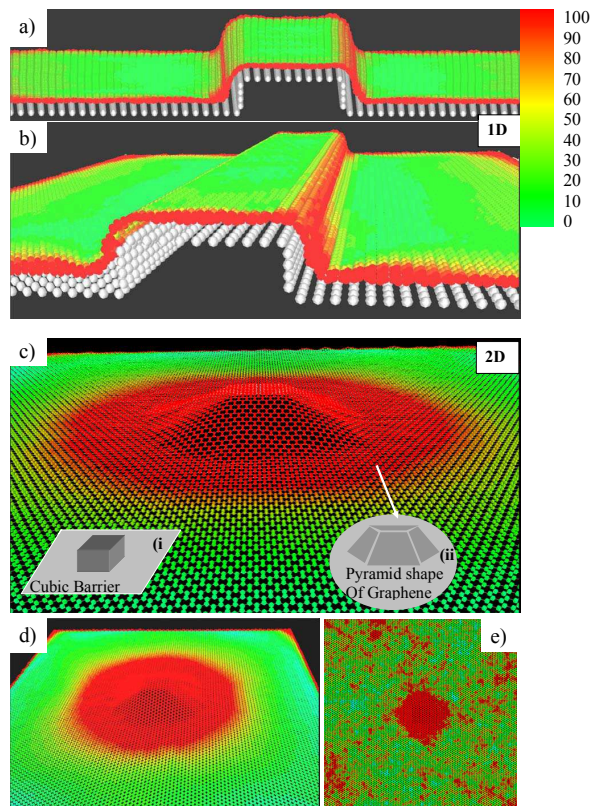 a)
100
90
80
70
60
50
40
30
20
10
0
1D
b)
c)
2D
(i
Cubic Barrier
(ii
Pyramid shape
Of Graphene
d)
e)